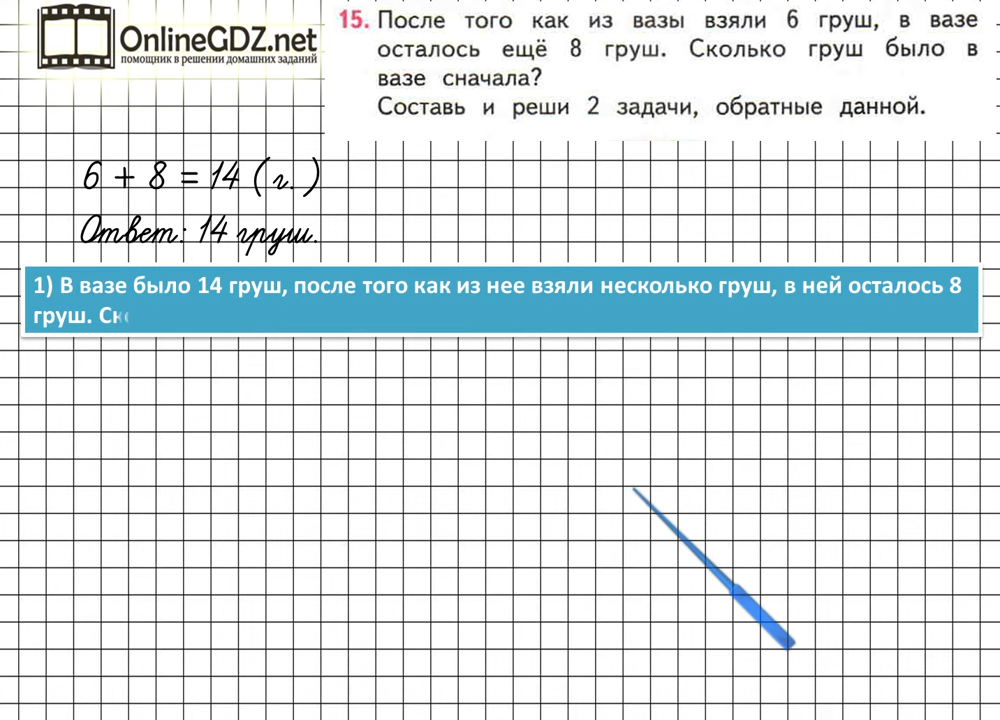 OnlineGDZ.net
помощник в решении домашних заданий
15. После того как из вазы взяли 6 груш, в вазе
осталось ещё 8 груш. Сколько груш было в
вазе сначала?
Составь и реши 2 задачи, обратные данной.
6 + 8 = 14 (г.)
Ответ: 14 груш.
1) В вазе было 14 груш, после того как из нее взяли несколько груш, в ней осталось 8
груш.